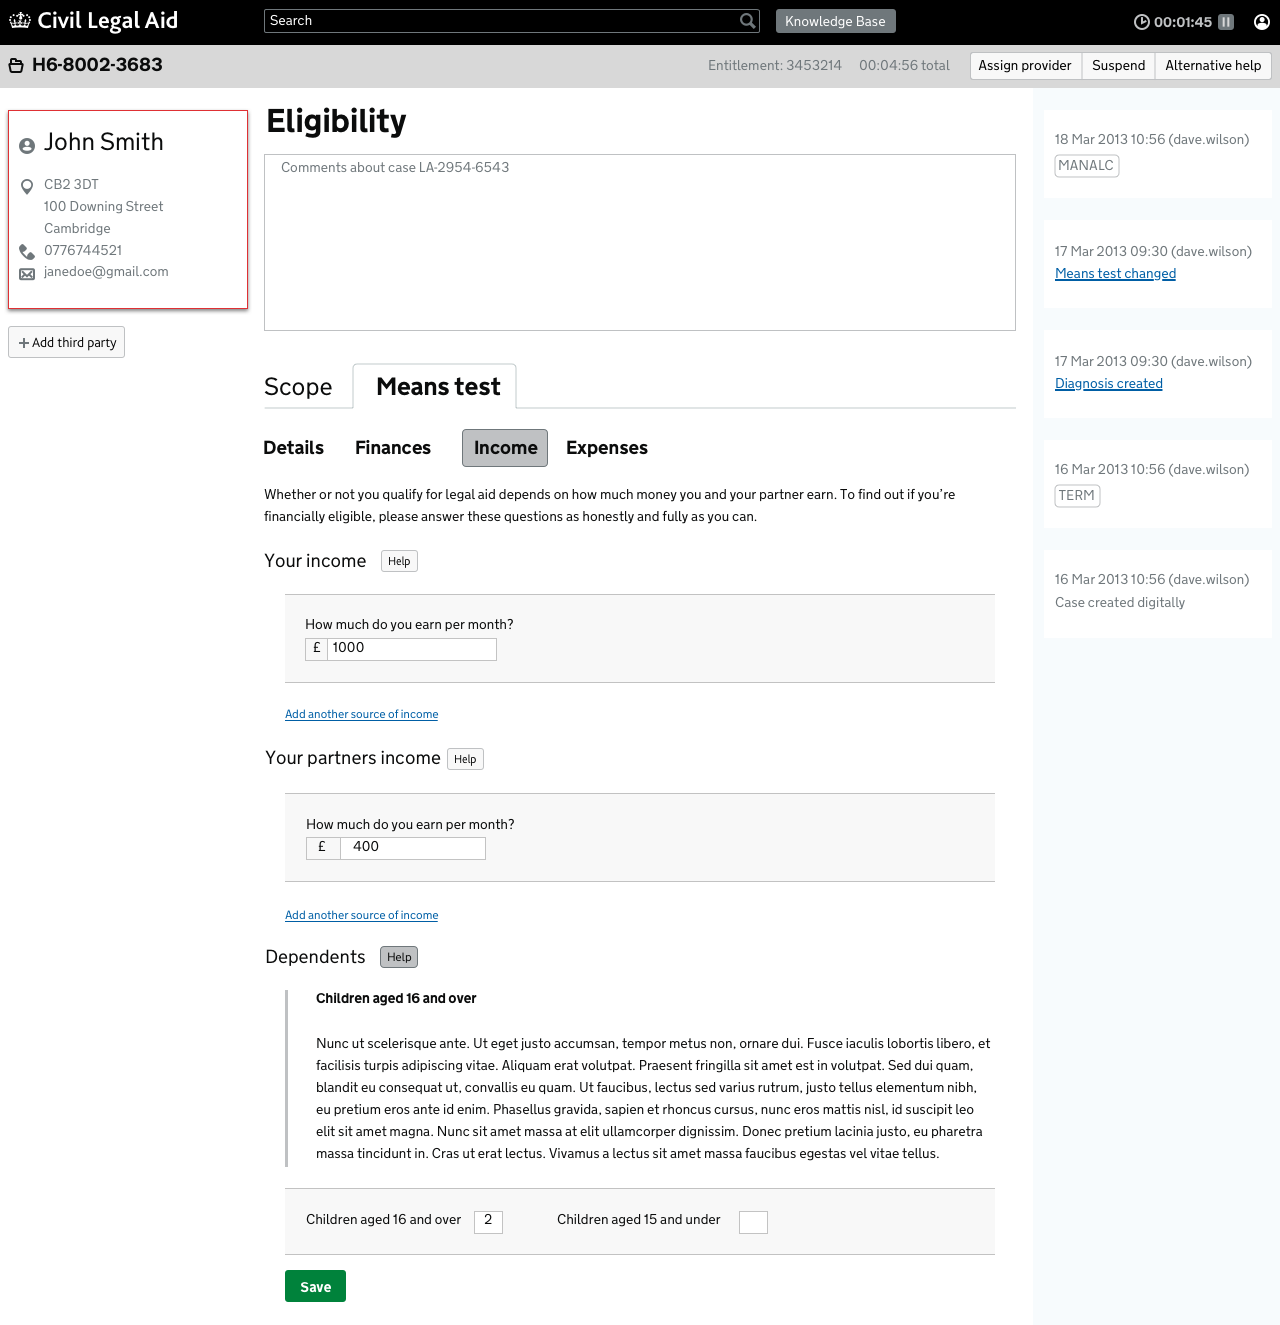 Civil Legal Aid
Search
Knowledge Base
00:01:45
H6-8002-3683
Entitlement: 3453214
00:04:56 total
Assign provider
Suspend
Alternative help
John Smith
CB2 3DT
100 Downing Street
Cambridge
0776744521
janedoe@gmail.com
Add third party
Eligibility
Comments about case LA-2954-6543
Scope
Means test
Details
Finances
Income
Expenses
Whether or not you qualify for legal aid depends on how much money you and your partner earn. To find out if you're
financially eligible, please answer these questions as honestly and fully as you can.
Your income
Help
How much do you earn per month?
£ 1000
Add another source of income
Your partners income
Help
How much do you earn per month?
£ 400
Add another source of income
Dependents
Help
Children aged 16 and over
Nunc ut scelerisque ante. Ut eget justo accumsan, tempor metus non, ornare dui. Fusce iaculis lobortis libero, et
facilisis turpis adipiscing vitae. Aliquam erat volutpat. Praesent fringilla sit amet est in volutpat. Sed dui quam,
blandit eu consequat ut, convallis eu quam. Ut faucibus, lectus sed varius rutrum, justo tellus elementum nibh,
eu pretium eros ante id enim. Phasellus gravida, sapien et rhoncus cursus, nunc eros mattis nisl, id suscipit leo
elit sit amet magna. Nunc sit amet massa at elit ullamcorper dignissim. Donec pretium lacinia justo, eu pharetra
massa tincidunt in. Cras ut erat lectus. Vivamus a lectus sit amet massa faucibus egestas vel vitae tellus.
Children aged 16 and over 2
Children aged 15 and under
Save
18 Mar 2013 10:56 (dave.wilson)
MANALC
17 Mar 2013 09:30 (dave.wilson)
Means test changed
17 Mar 2013 09:30 (dave.wilson)
Diagnosis created
16 Mar 2013 10:56 (dave.wilson)
TERM
16 Mar 2013 10:56 (dave.wilson)
Case created digitally